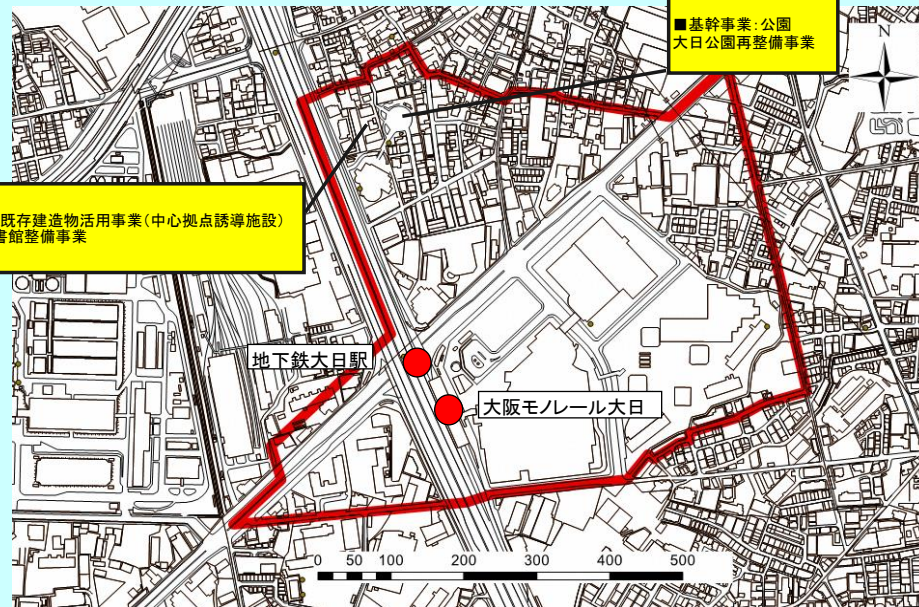 ■基幹事業:公園
大日公園再整備事業
N
既存建造物活用事業(中心拠点誘導施設)
書館整備事業
地下鉄大日駅
大阪モノレール大日
0 50 100 200 300 400 500